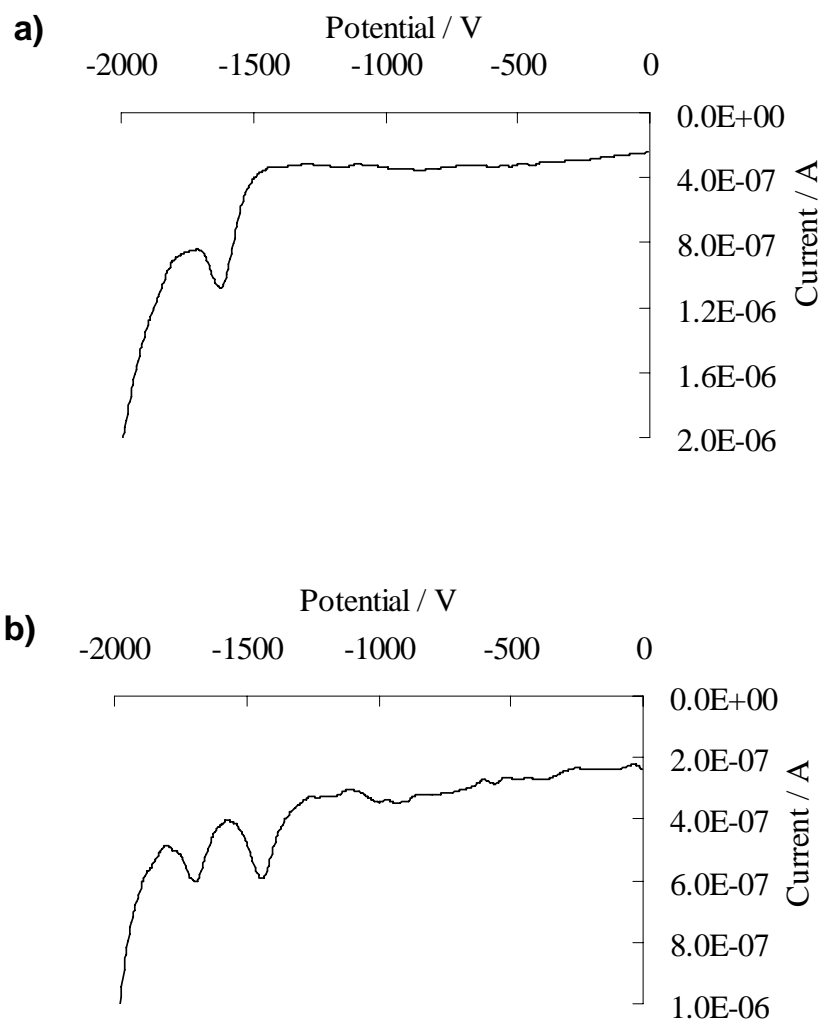 a)
Potential / V
-2000 -1500 -1000 -500 0
0.0E+00
4.0E-07
8.0E-07
1.2E-06
1.6E-06
2.0E-06
Current / A
b)
Potential / V
-2000 -1500 -1000 -500 0
0.0E+00
2.0E-07
4.0E-07
6.0E-07
8.0E-07
1.0E-06
Current / A